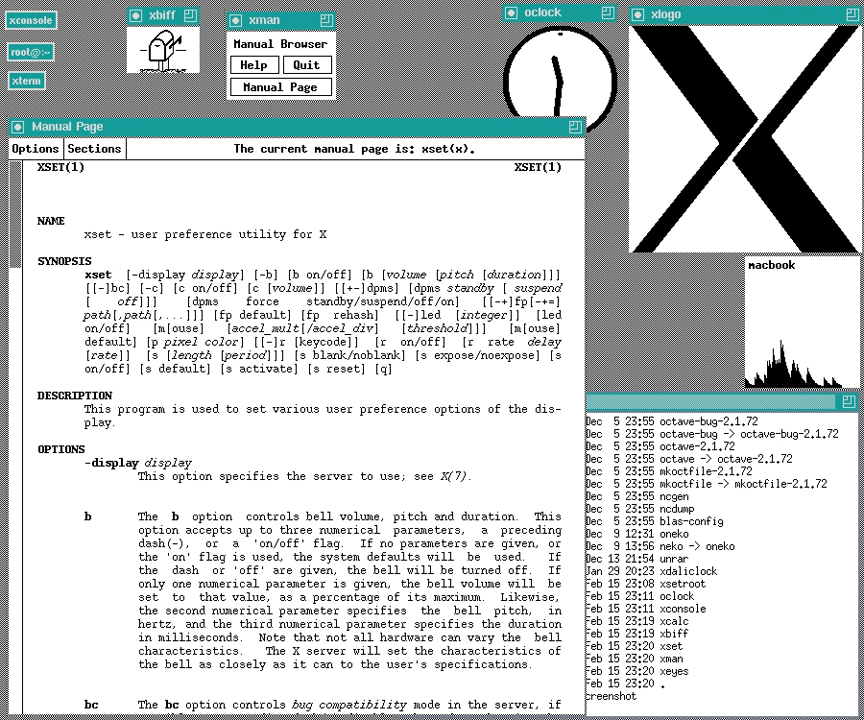 xconsole
root@:~
xterm
xbiff
xman
Manual Browser
Help Quit
Manual Page
oclock
xlogo
Manual Page
Options Sections The current manual page is: xset(x).
XSET(1) XSET(1)
NAME
xset - user preference utility for X
SYNOPSIS
xset [-display display] [-b] [b on/off] [b [volume [pitch [duration]]]
[[-]bc] [-c] [c on/off] [c [volume]] [[+-]dpms] [dpms standby [ suspend
[ off]]] [dpms force standby/suspend/off/on] [[-+]fp[-+=]
path[,path[,...]]] [fp default] [fp rehash] [[-]led [integer]] [led
on/off] [m[ouse] [accel_mult[/accel_div] [threshold]]] [m[ouse]
default] [p pixel color] [[-]r [keycode]] [r on/off] [r rate delay
[rate]] [s [length [period]]] [s blank/noblank] [s expose/noexpose] [s
on/off] [s default] [s activate] [s reset] [q]
DESCRIPTION
This program is used to set various user preference options of the dis-
play.
OPTIONS
-display display
This option specifies the server to use; see X(7).
b The b option controls bell volume, pitch and duration. This
option accepts up to three numerical parameters, a preceding
dash(-), or a 'on/off' flag. If no parameters are given, or
the 'on' flag is used, the system defaults will be used. If
the dash or 'off' are given, the bell will be turned off. If
only one numerical parameter is given, the bell volume will be
set to that value, as a percentage of its maximum. Likewise,
the second numerical parameter specifies the bell pitch, in
hertz, and the third numerical parameter specifies the duration
in milliseconds. Note that not all hardware can vary the bell
characteristics. The X server will set the characteristics of
the bell as closely as it can to the user's specifications.
bc The bc option controls bug compatibility mode in the server, if
macbook
Dec 5 23:55 octave-bug-2.1.72
Dec 5 23:55 octave-bug -> octave-bug-2.1.72
Dec 5 23:55 octave-2.1.72
Dec 5 23:55 octave -> octave-2.1.72
Dec 5 23:55 mkoctfile-2.1.72
Dec 5 23:55 mkoctfile -> mkoctfile-2.1.72
Dec 5 23:55 ncgen
Dec 5 23:55 ncdump
Dec 5 23:55 blas-config
Dec 9 12:31 oneko
Dec 9 13:56 neko -> oneko
Dec 13 21:54 unrar
Jan 29 20:23 xdaliclock
Feb 15 23:08 xsetroot
Feb 15 23:11 oclock
Feb 15 23:11 xconsole
Feb 15 23:19 xcalc
Feb 15 23:19 xbiff
Feb 15 23:20 xset
Feb 15 23:20 xman
Feb 15 23:20 xeyes
Feb 15 23:20 .
creenshot